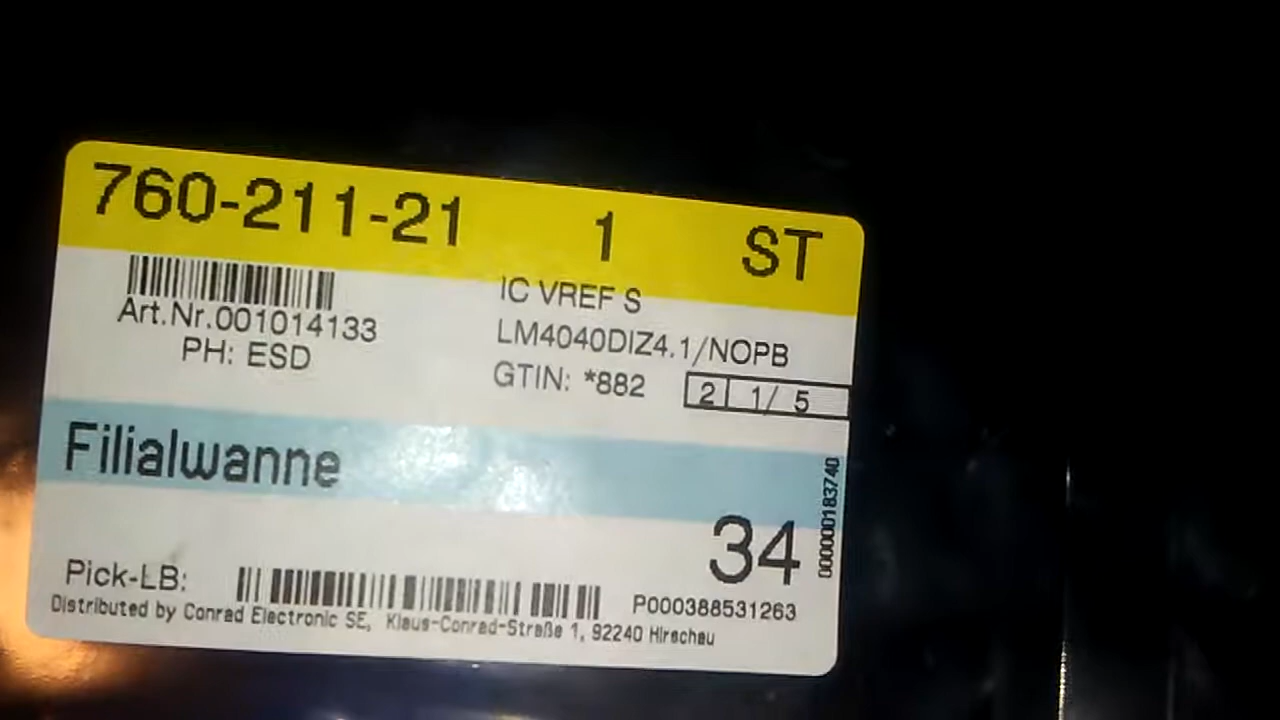 760-211-21 1 ST
Art.Nr.001014133
PH: ESD
IC VREF S
LM4040DIZ4.1/NOPB
GTIN: *882
2 1/ 5
Filialwanne
34
000000183740
Pick-LB:
P000388531263
Distributed by Conrad Electronic SE, Klaus-Conrad-Straße 1, 92240 Hirschau